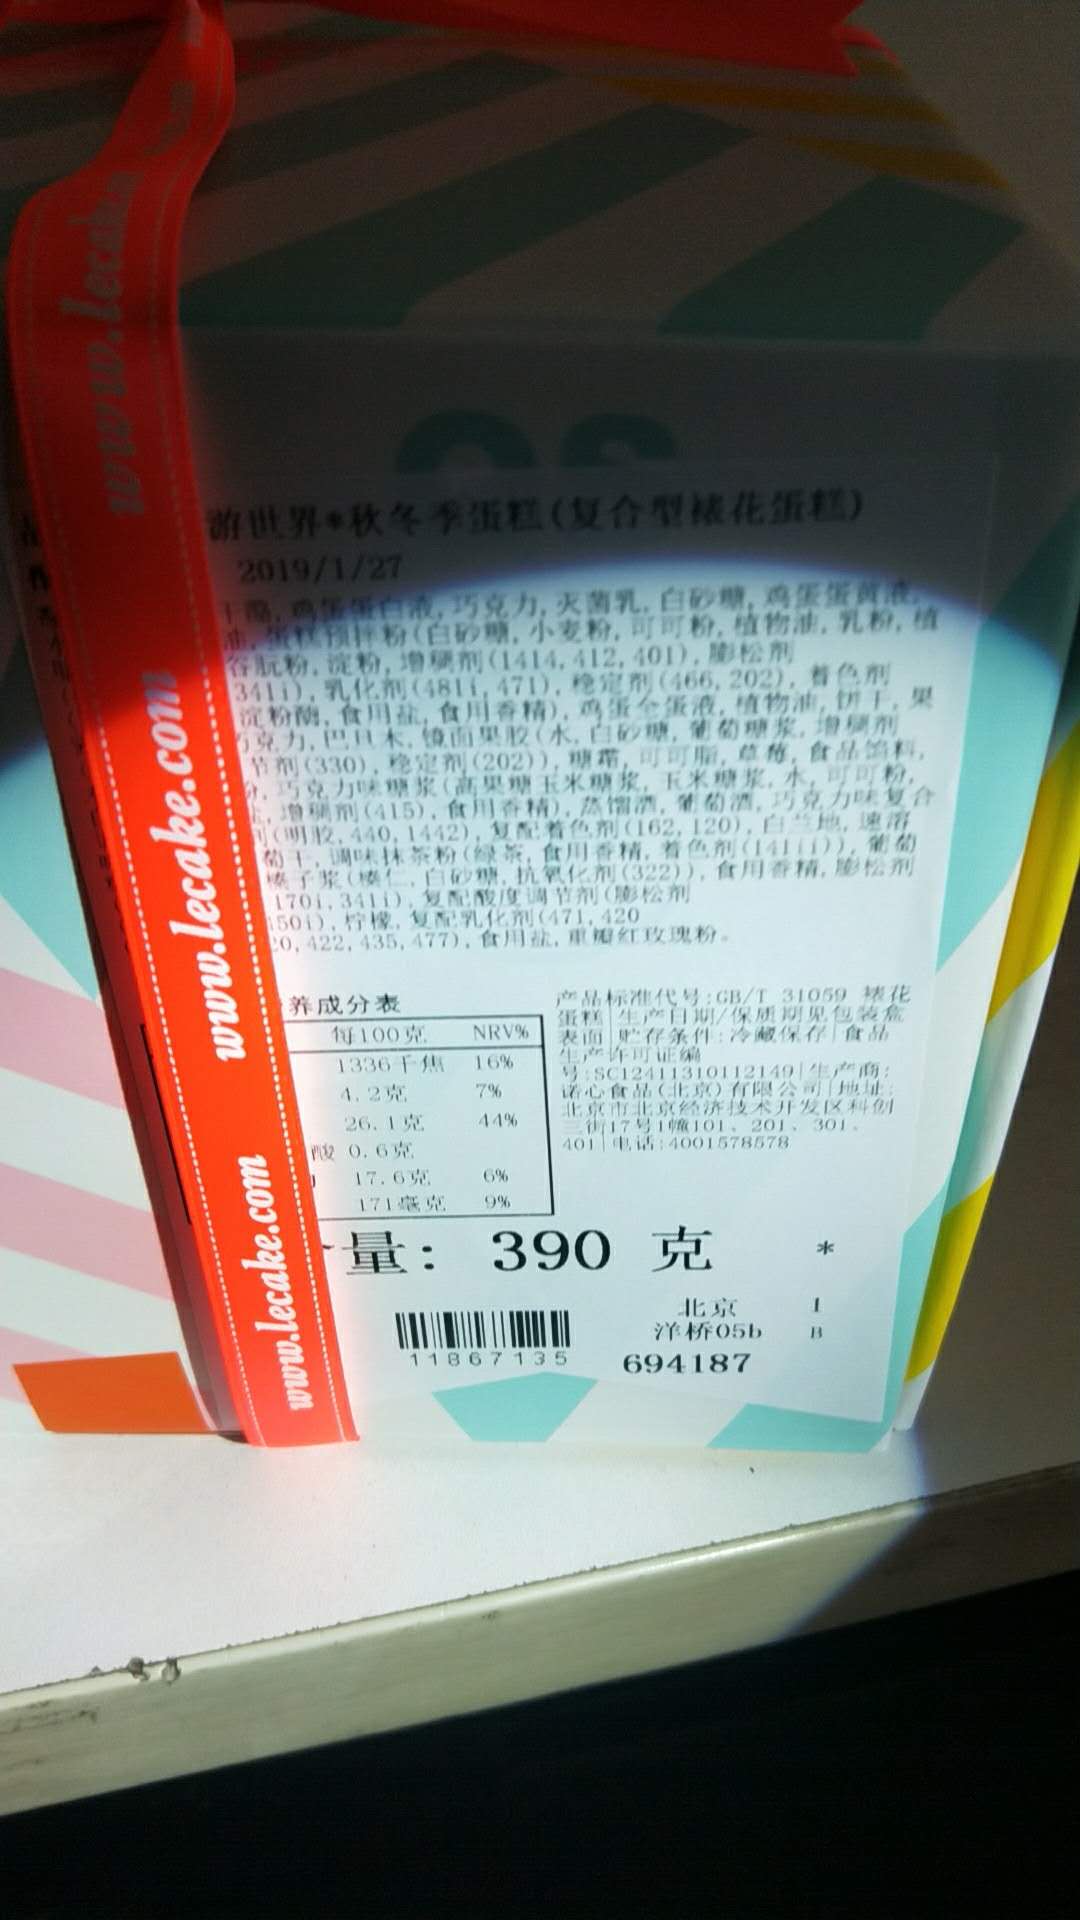 游世界*秋冬季蛋糕(复合型裱花蛋糕)
2019/1/27
干酪, 鸡蛋蛋白液, 巧克力, 灭菌乳, 白砂糖, 鸡蛋蛋黄液,
油, 蛋糕预拌粉(白砂糖, 小麦粉, 可可粉, 植物油, 乳粉, 植
谷朊粉, 淀粉, 增稠剂(1414, 412, 401), 膨松剂
341i), 乳化剂(481i, 471), 稳定剂(466, 202), 着色剂
淀粉酶, 食用盐, 食用香精), 鸡蛋全蛋液, 植物油, 饼干, 果
巧克力, 巴旦木, 镜面果胶(水, 白砂糖, 葡萄糖浆, 增稠剂
节剂(330), 稳定剂(202)), 糖霜, 可可脂, 草莓, 食品馅料,
粉, 巧克力味糖浆(高果糖玉米糖浆, 玉米糖浆, 水, 可可粉,
增稠剂(415), 食用香精), 蒸馏酒, 葡萄酒, 巧克力味复合
(明胶, 440, 1442), 复配着色剂(162, 120), 白兰地, 速溶
萄干, 调味抹茶粉(绿茶, 食用香精, 着色剂(141ii)), 葡萄
榛子浆(榛仁, 白砂糖, 抗氧化剂(322)), 食用香精, 膨松剂
170i, 341i), 复配酸度调节剂(膨松剂
450i), 柠檬, 复配乳化剂(471, 420
0, 422, 435, 477), 食用盐, 重瓣红玫瑰粉。
养成分表
每100克 NRV%
1336千焦 16%
4.2克 7%
26.1克 44%
酸 0.6克
17.6克 6%
171毫克 9%
产品标准代号:GB/T 31059 裱花
蛋糕|生产日期/保质期见包装盒
表面|贮存条件:冷藏保存|食品
生产许可证编
号:SC12411310112149|生产商:
诺心食品(北京)有限公司|地址:
北京市北京经济技术开发区科创
三街17号1幢101、201、301、
401|电话:4001578578
量: 390 克 *
11867135
北京 1
洋桥05b B
694187
www.lecake.com
www.lecake.com
www.lecake